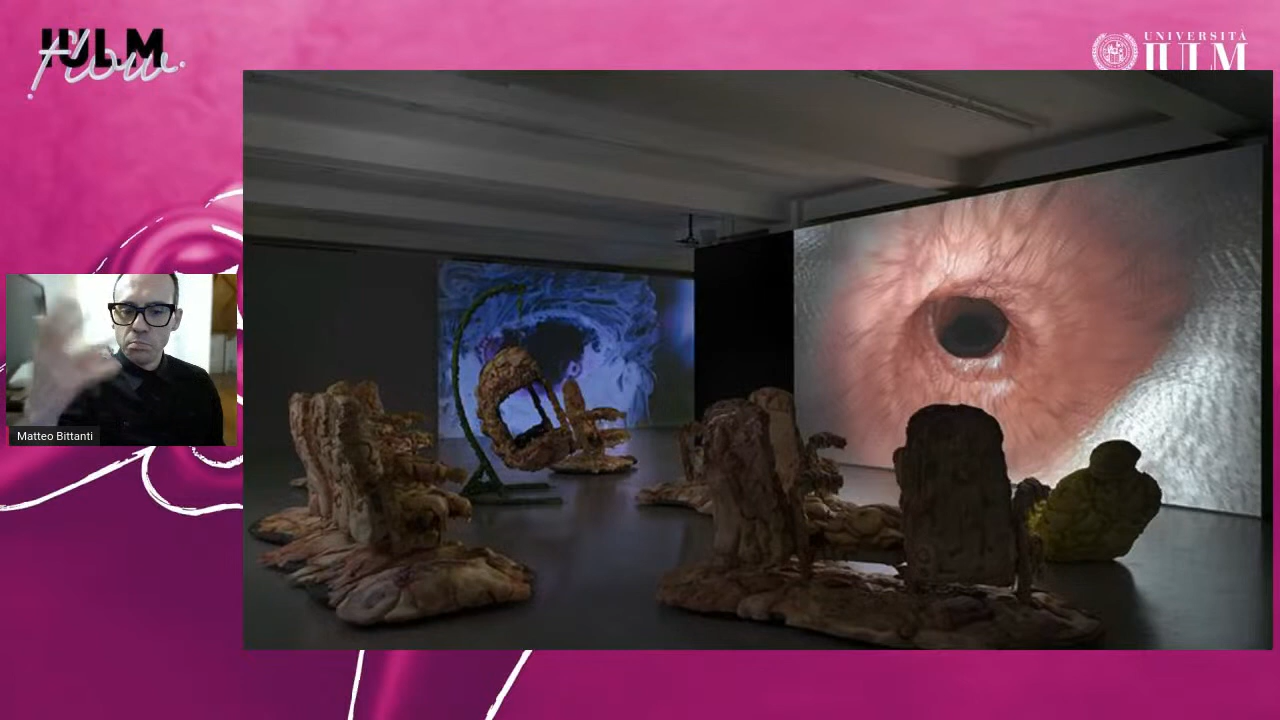 IULM
flow.
UNIVERSITÀ
IULM
Matteo Bittanti